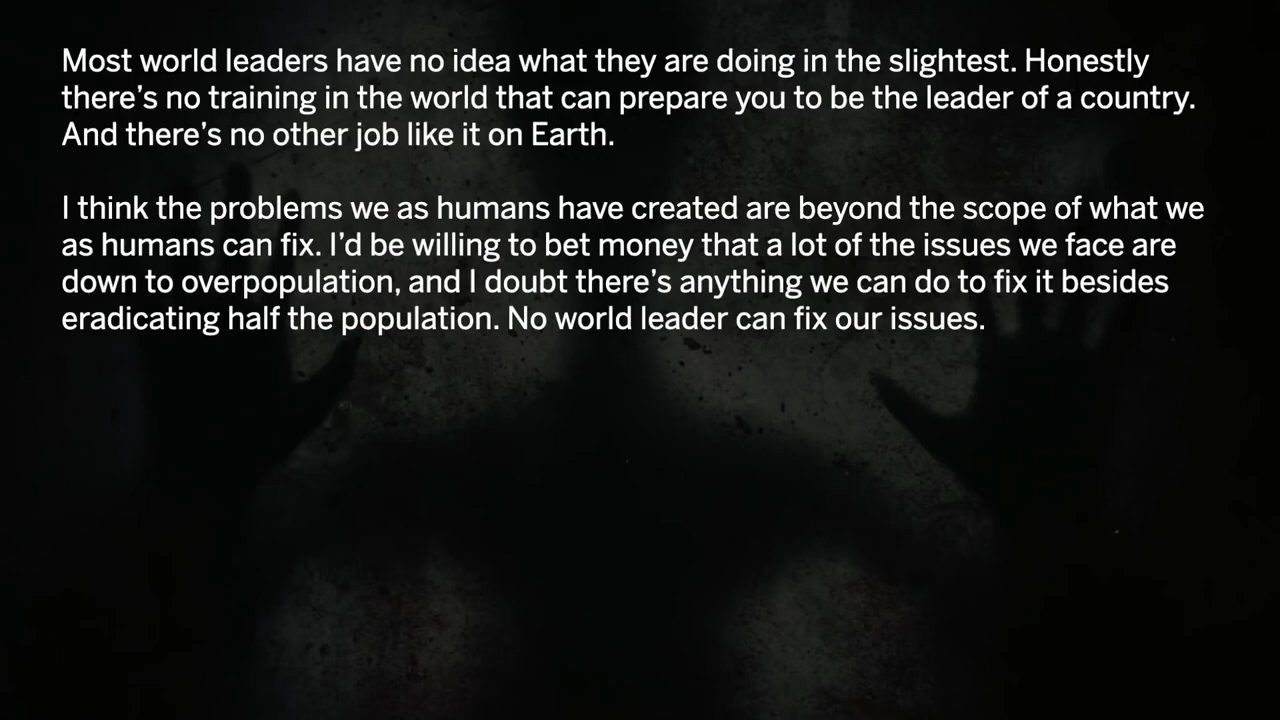 Most world leaders have no idea what they are doing in the slightest. Honestly
there’s no training in the world that can prepare you to be the leader of a country.
And there’s no other job like it on Earth.
I think the problems we as humans have created are beyond the scope of what we
as humans can fix. I’d be willing to bet money that a lot of the issues we face are
down to overpopulation, and I doubt there’s anything we can do to fix it besides
eradicating half the population. No world leader can fix our issues.